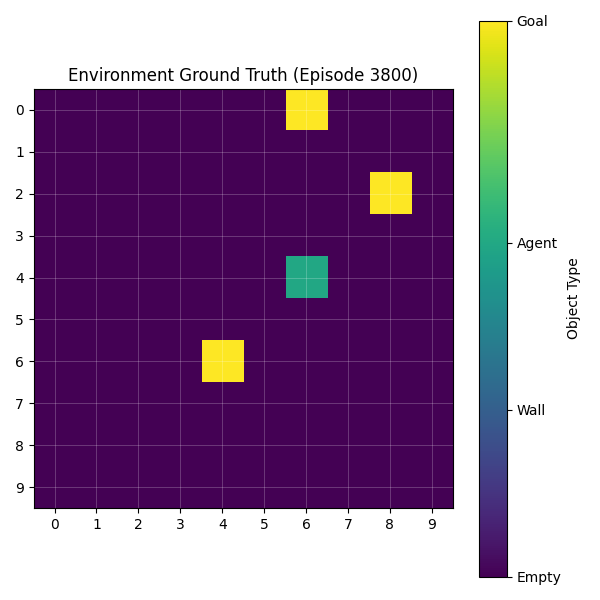 Environment Ground Truth (Episode 3800)
0
1
2
3
4
5
6
7
8
9
0 1 2 3 4 5 6 7 8 9
Goal
Agent
Wall
Empty
Object Type